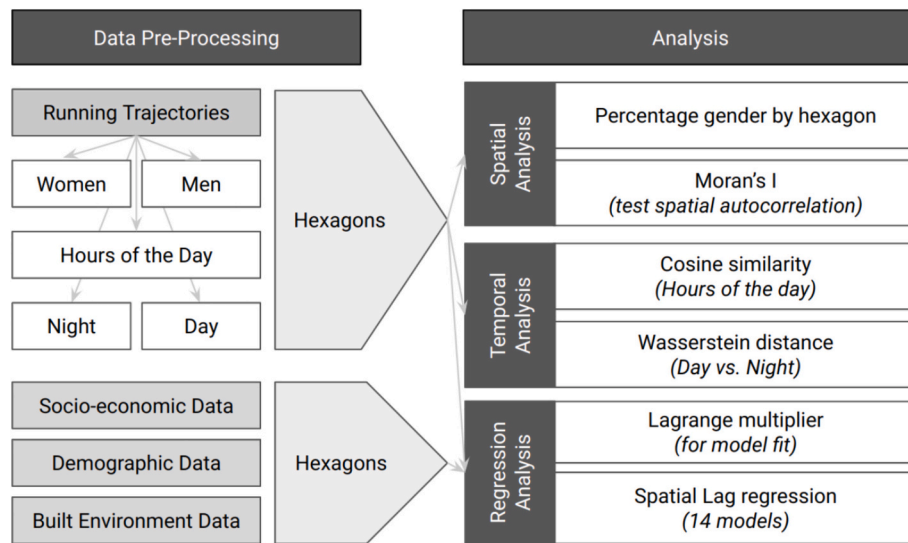 Data Pre-Processing
Analysis
Running Trajectories
Women
Men
Hours of the Day
Night
Day
Hexagons
Socio-economic Data
Demographic Data
Built Environment Data
Hexagons
Spatial
Analysis
Percentage gender by hexagon
Moran's I
(test spatial autocorrelation)
Temporal
Analysis
Cosine similarity
(Hours of the day)
Wasserstein distance
(Day vs. Night)
Regression
Analysis
Lagrange multiplier
(for model fit)
Spatial Lag regression
(14 models)